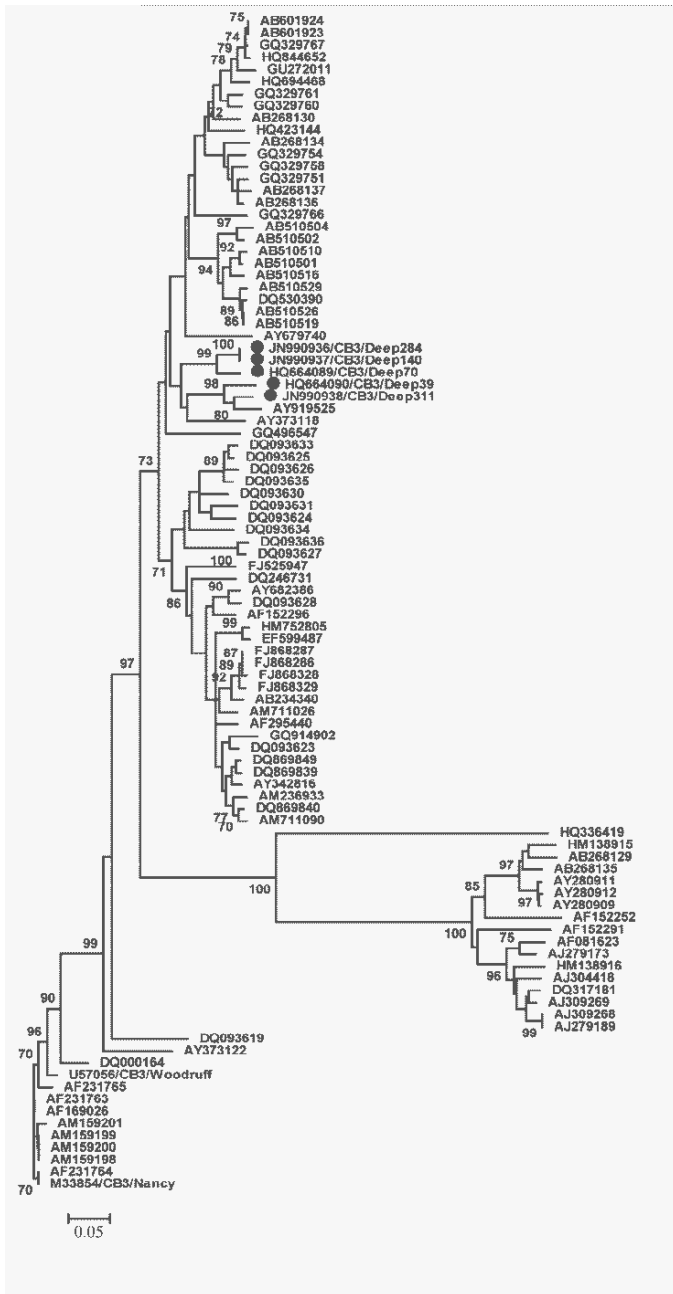 75
AB601924
AB601923
74
GQ329767
79
HQ844652
78
GU272011
HQ694468
GQ329761
GQ329760
AB268130
HQ423144
AB268134
GQ329754
GQ329758
GQ329751
AB268137
AB268136
GQ329766
97
AB510504
AB510502
92
AB510510
94
AB510501
AB510516
AB510529
DQ530390
89
AB510526
86
AB510519
AY679740
100
JN990936/CB3/Deep284
99
JN990937/CB3/Deep140
HQ664089/CB3/Deep70
98
HQ664090/CB3/Deep39
JN990938/CB3/Deep311
AY919525
80
AY373118
GQ496547
DQ093633
73
89
DQ093625
DQ093626
DQ093635
DQ093630
DQ093631
DQ093624
DQ093634
DQ093636
DQ093627
71
100
FJ525947
DQ246731
86
90
AY682386
DQ093628
AF152296
99
HM752805
EF599487
87
FJ868287
97
89
FJ868286
92
FJ868328
FJ868329
AB234340
AM711026
AF295440
GQ914902
DQ093623
DQ869849
DQ869839
AY342816
AM236933
77
DQ869840
70
AM711090
HQ336419
HM138915
97
AB268129
AB268135
100
85
AY280911
AY280912
97
AY280909
AF152252
100
AF152291
75
AF081623
AJ279173
99
96
HM138916
AJ304418
DQ317181
90
AJ309269
AJ309268
96
99
AJ279189
DQ093619
70
AY373122
DQ000164
U57056/CB3/Woodruff
AF231765
AF231763
AF169026
AM159201
AM159199
AM159200
AM159198
AF231764
70
M33854/CB3/Nancy
0.05